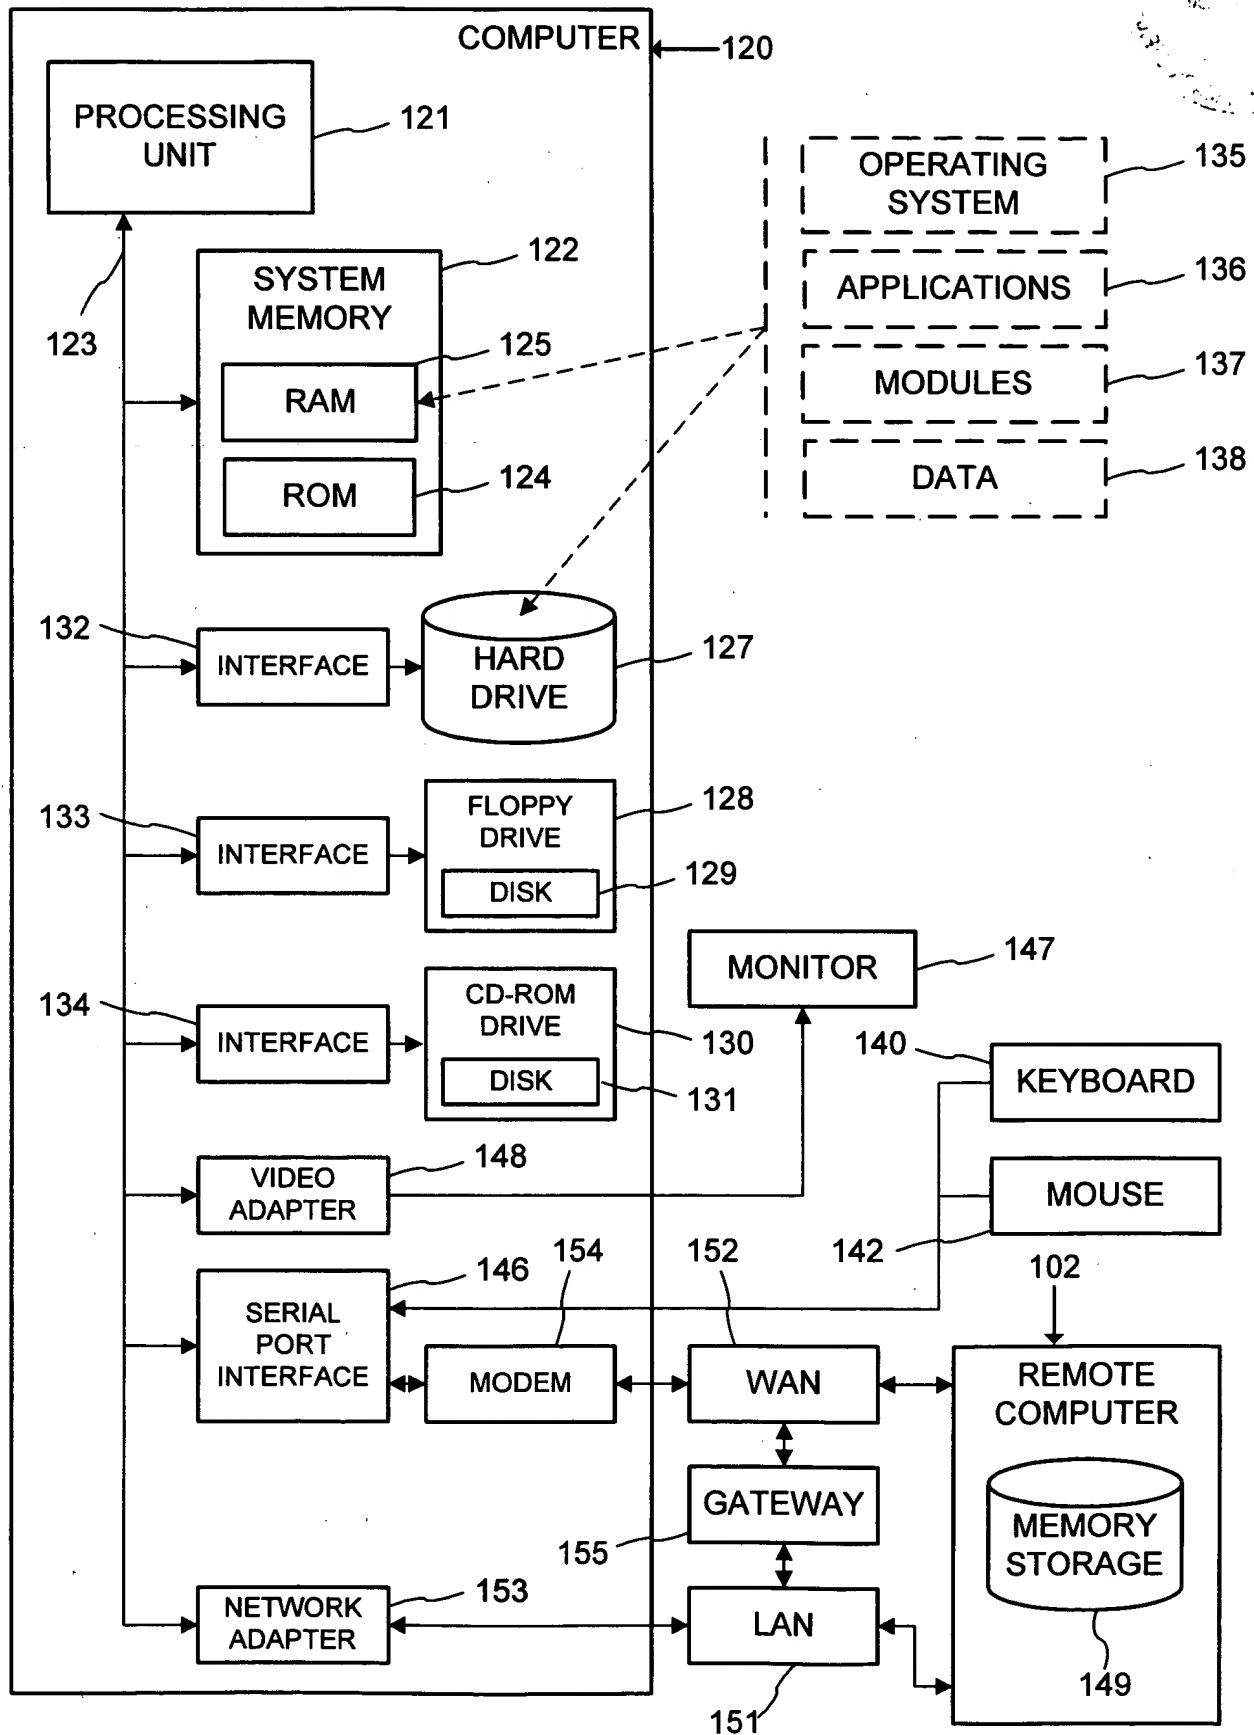 COMPUTER
120
PROCESSING
UNIT
121
OPERATING
SYSTEM
135
123
SYSTEM
MEMORY
122
APPLICATIONS
136
RAM
125
MODULES
137
ROM
124
DATA
138
132
INTERFACE
HARD
DRIVE
127
133
INTERFACE
FLOPPY
DRIVE
128
DISK
129
MONITOR
147
134
INTERFACE
CD-ROM
DRIVE
130
DISK
131
140
KEYBOARD
VIDEO
ADAPTER
148
MOUSE
142
SERIAL
PORT
INTERFACE
146
154
MODEM
152
WAN
102
REMOTE
COMPUTER
GATEWAY
155
MEMORY
STORAGE
149
NETWORK
ADAPTER
153
LAN
151